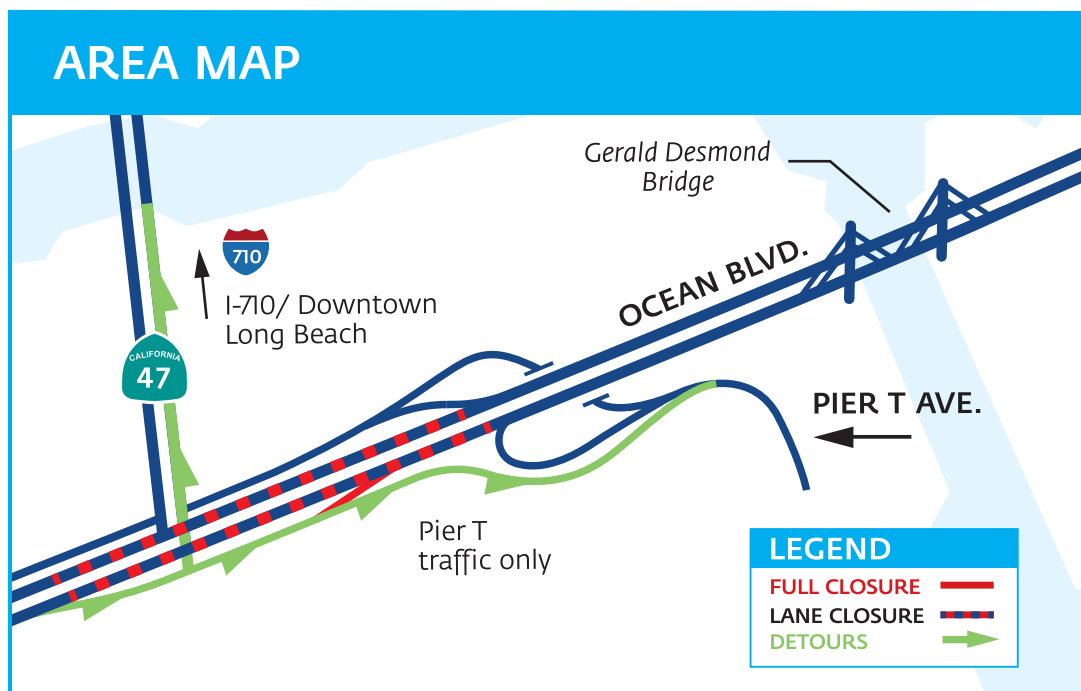 AREA MAP
Gerald Desmond
Bridge
OCEAN BLVD.
710
I-710/ Downtown
Long Beach
CALIFORNIA
47
PIER T AVE.
Pier T
traffic only
LEGEND
FULL CLOSURE
LANE CLOSURE
DETOURS